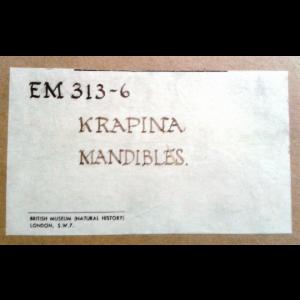 EM 313-6
KRAPINA
MANDIBLES.
BRITISH MUSEUM (NATURAL HISTORY)
LONDON, S.W.7.